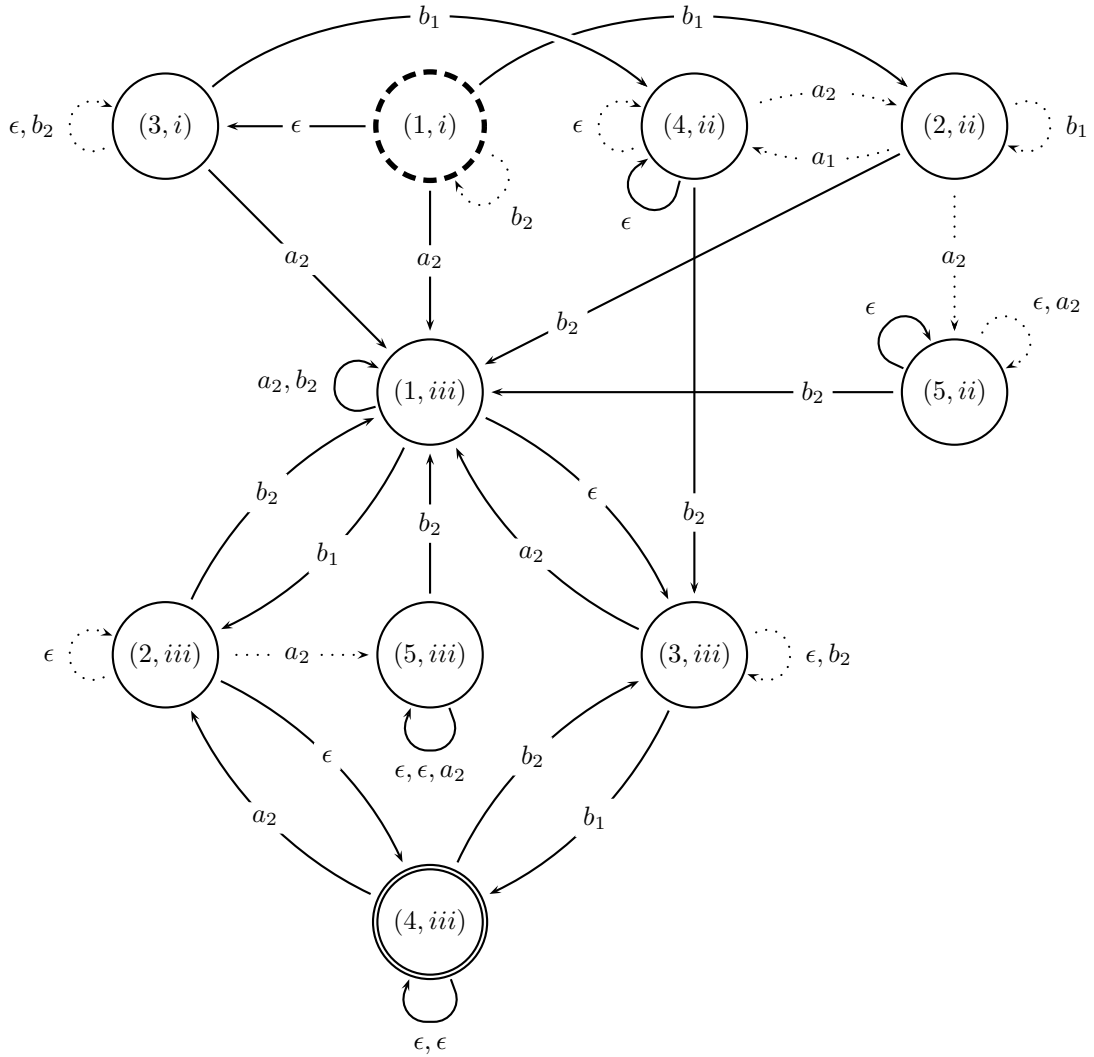 b₁ b₁
ϵ, b₂ (3, i) ϵ (1, i) ϵ (4, ii) a₂ (2, ii) b₁
a₁
b₂ ϵ
a₂ a₂ a₂
b₂ ϵ ϵ, a₂
a₂, b₂ (1, iii) b₂ (5, ii)
b₂ ϵ
b₂ b₂
b₁ a₂
ϵ (2, iii) a₂ (5, iii) (3, iii) ϵ, b₂
ϵ b₂
ϵ, ϵ, a₂
a₂ b₁
(4, iii)
ϵ, ϵ